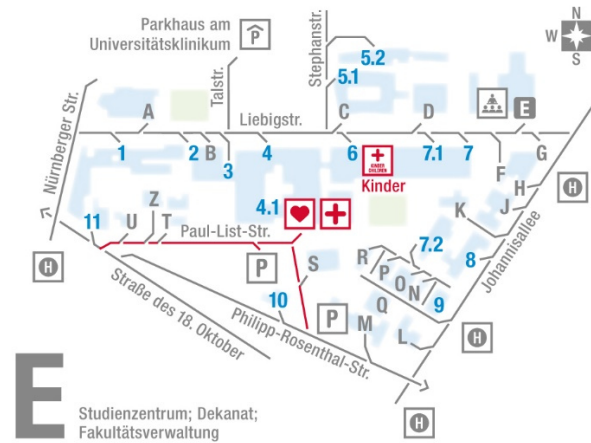 N
W
S
Parkhaus am
Universitätsklinikum
P
Stephanstr.
5.2
5.1
Talstr.
Nürnberger Str.
A
Liebigstr.
C
D
E
1
2
B
3
4
6
7.1
7
F
G
KINDER
CHILDREN
Kinder
H
H
J
K
4.1
11
U
Z
T
Paul-List-Str.
Johannisallee
H
P
S
R
7.2
P
O
N
8
9
Q
Straße des 18. Oktober
10
P
Philipp-Rosenthal-Str.
M
L
H
H
E
Studienzentrum; Dekanat;
Fakultätsverwaltung